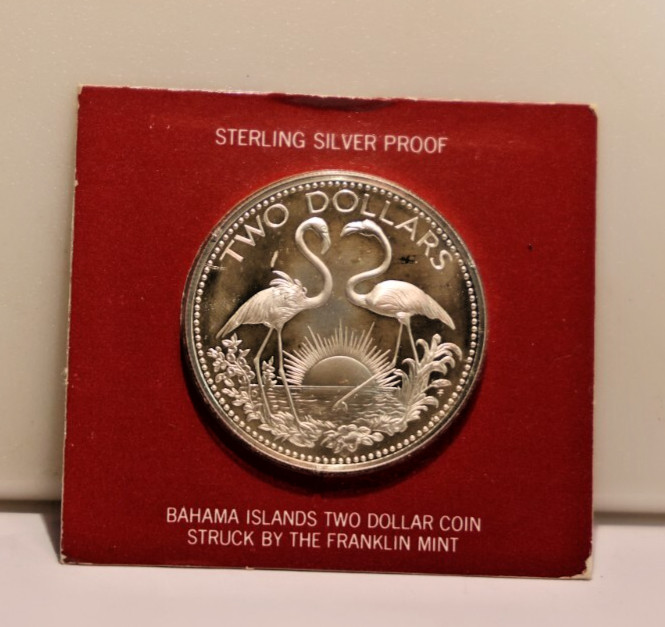 STERLING SILVER PROOF
TWO DOLLARS
BAHAMA ISLANDS TWO DOLLAR COIN
STRUCK BY THE FRANKLIN MINT